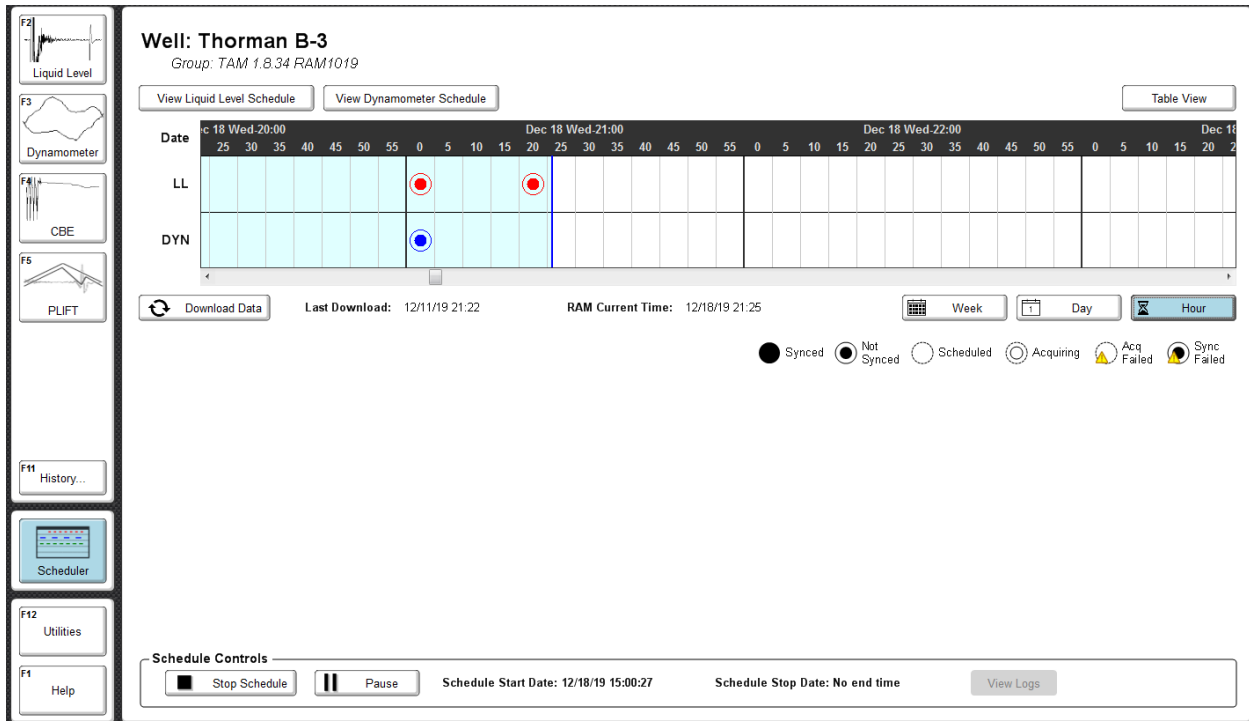 F2
Liquid Level
F3
Dynamometer
F4
CBE
F5
PLIFT
F11
History...
Scheduler
F12
Utilities
F1
Help
Well: Thorman B-3
Group: TAM 1.8.34 RAM1019
View Liquid Level Schedule View Dynamometer Schedule Table View
Date
c 18 Wed-20:00 Dec 18 Wed-21:00 Dec 18 Wed-22:00 Dec 18
25 30 35 40 45 50 55 0 5 10 15 20 25 30 35 40 45 50 55 0 5 10 15 20 25 30 35 40 45 50 55 0 5 10 15 20 2
LL
DYN
Download Data Last Download: 12/11/19 21:22 RAM Current Time: 12/18/19 21:25 Week 1 Day Hour
Synced Not Synced Scheduled Acquiring Acq Failed Sync Failed
Schedule Controls
Stop Schedule Pause Schedule Start Date: 12/18/19 15:00:27 Schedule Stop Date: No end time View Logs